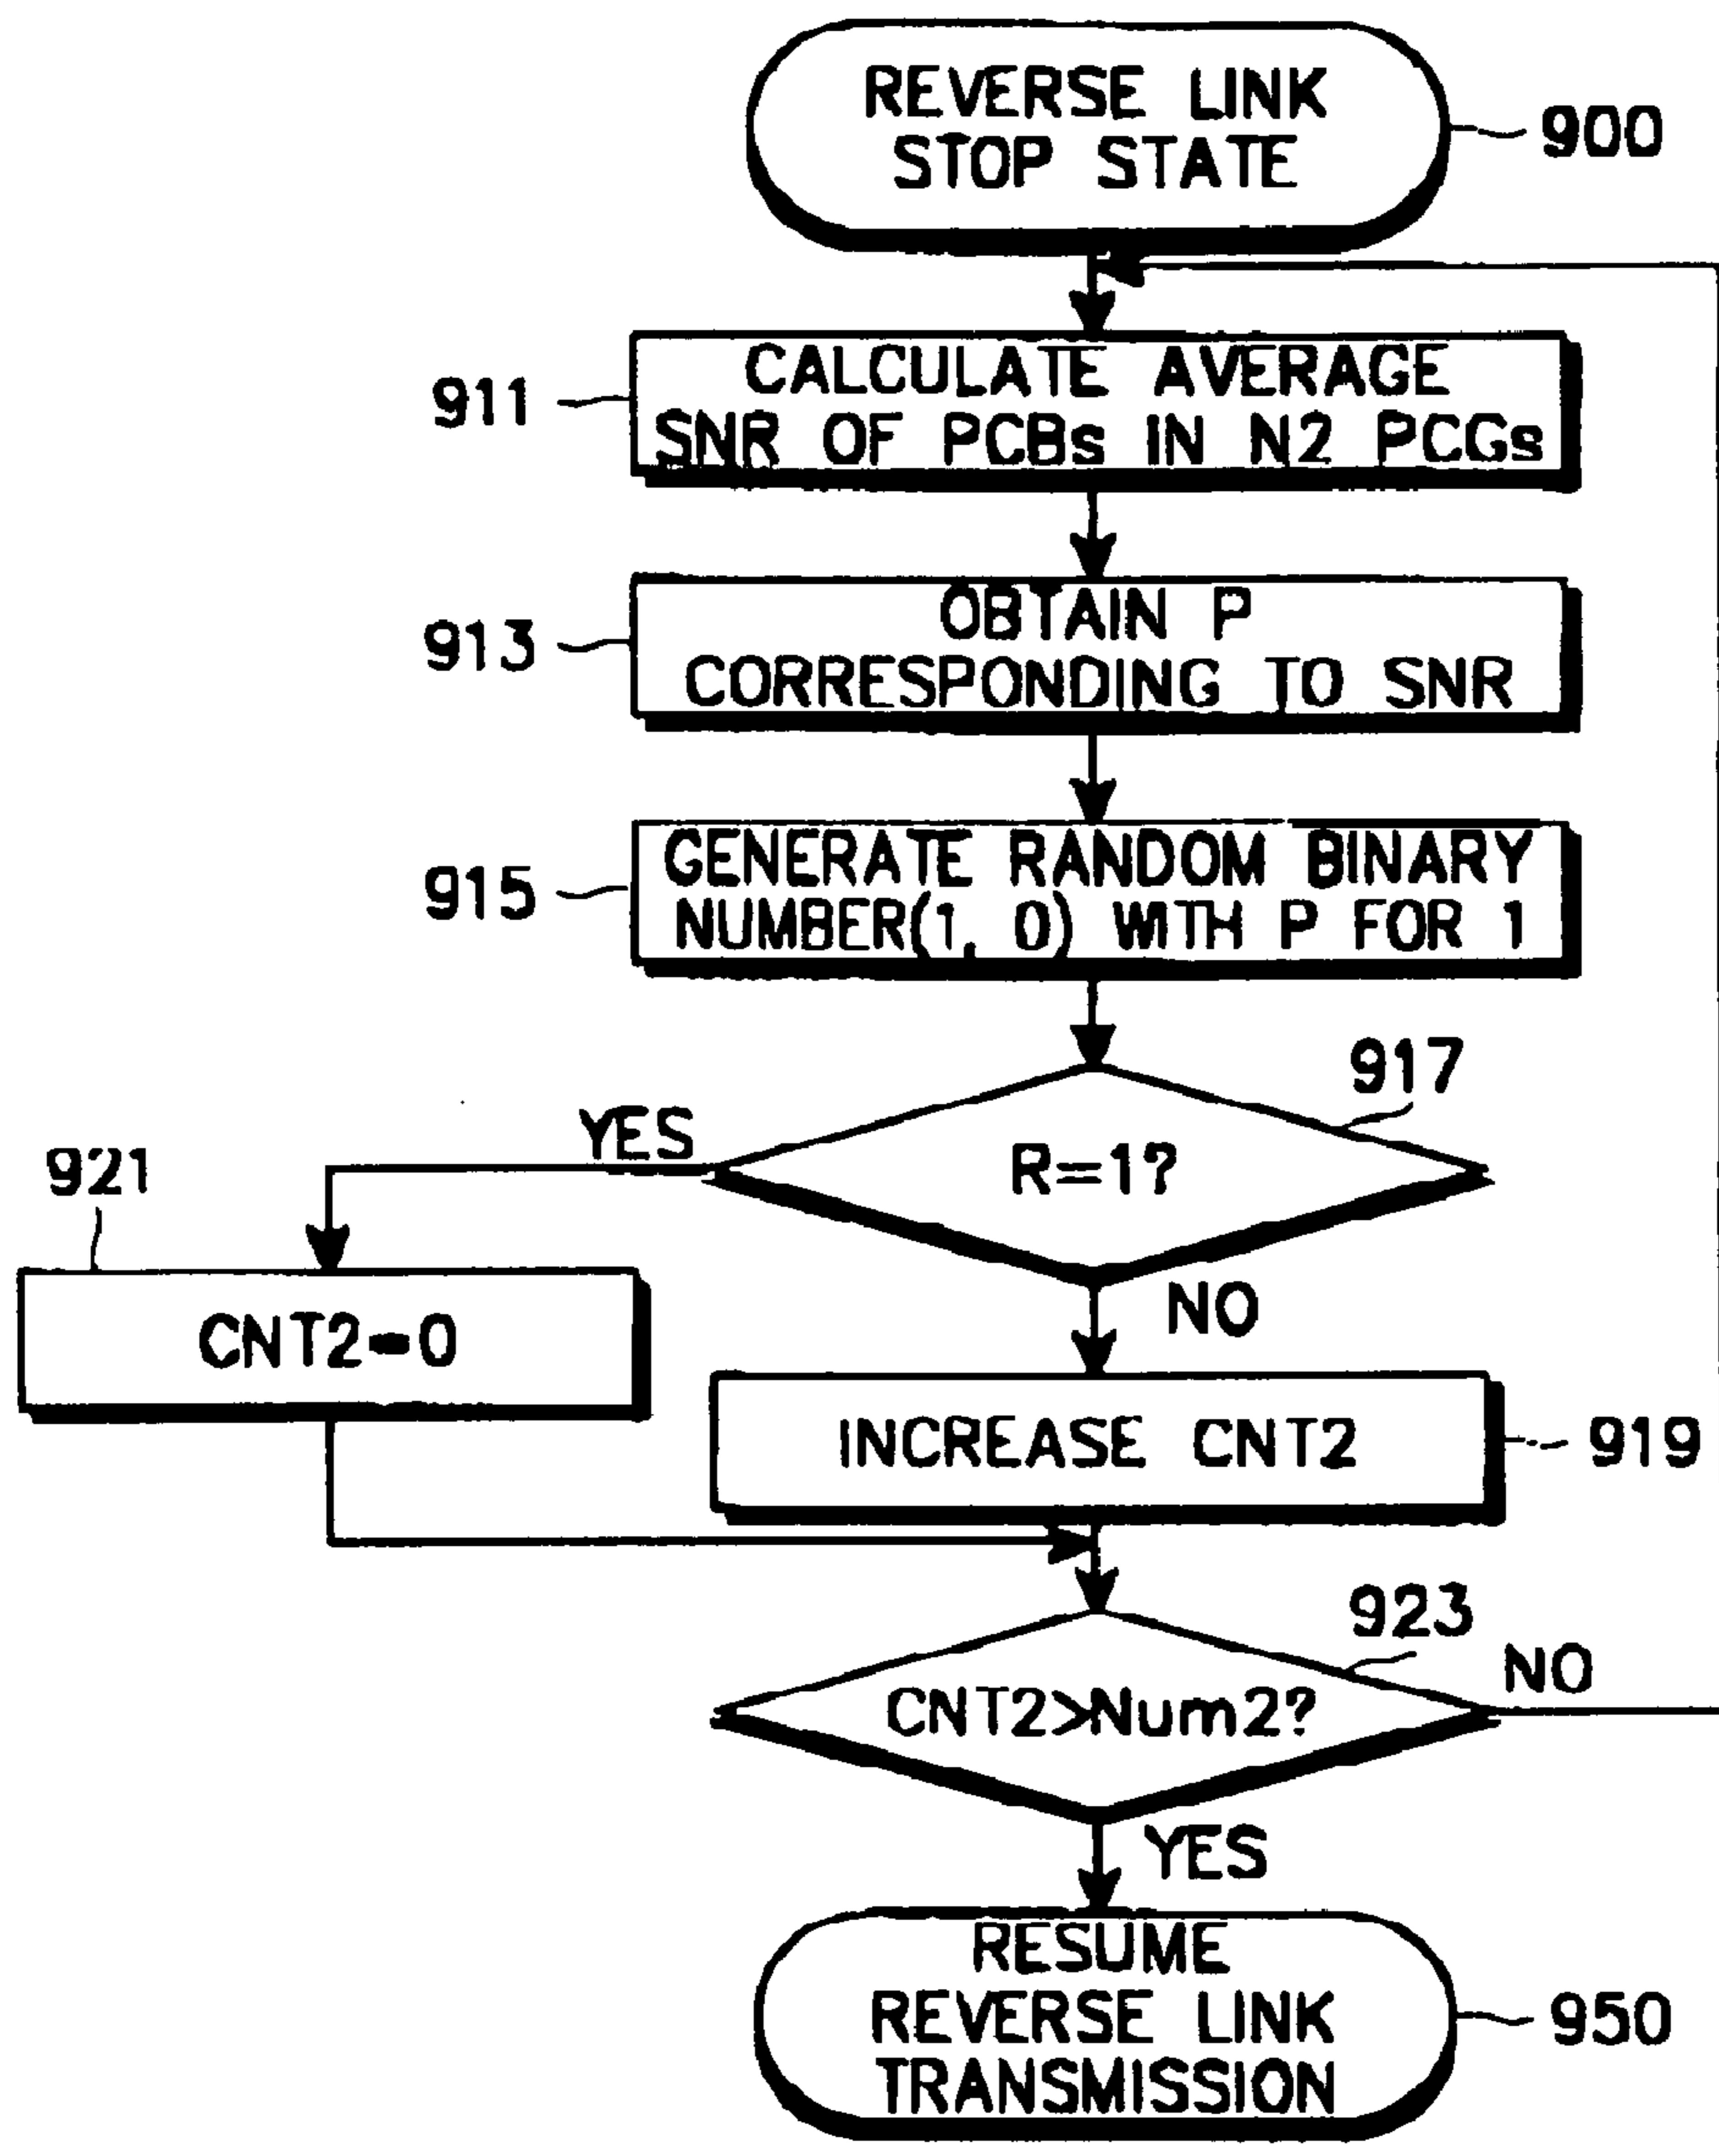 REVERSE LINK
STOP STATE
900
CALCULATE AVERAGE
SNR OF PCBs IN N2 PCGs
911
OBTAIN P
CORRESPONDING TO SNR
913
GENERATE RANDOM BINARY
NUMBER(1, 0) WITH P FOR 1
915
917
YES
R=1?
921
NO
CNT2=0
INCREASE CNT2
919
923
NO
CNT2>Num2?
YES
RESUME
REVERSE LINK
TRANSMISSION
950